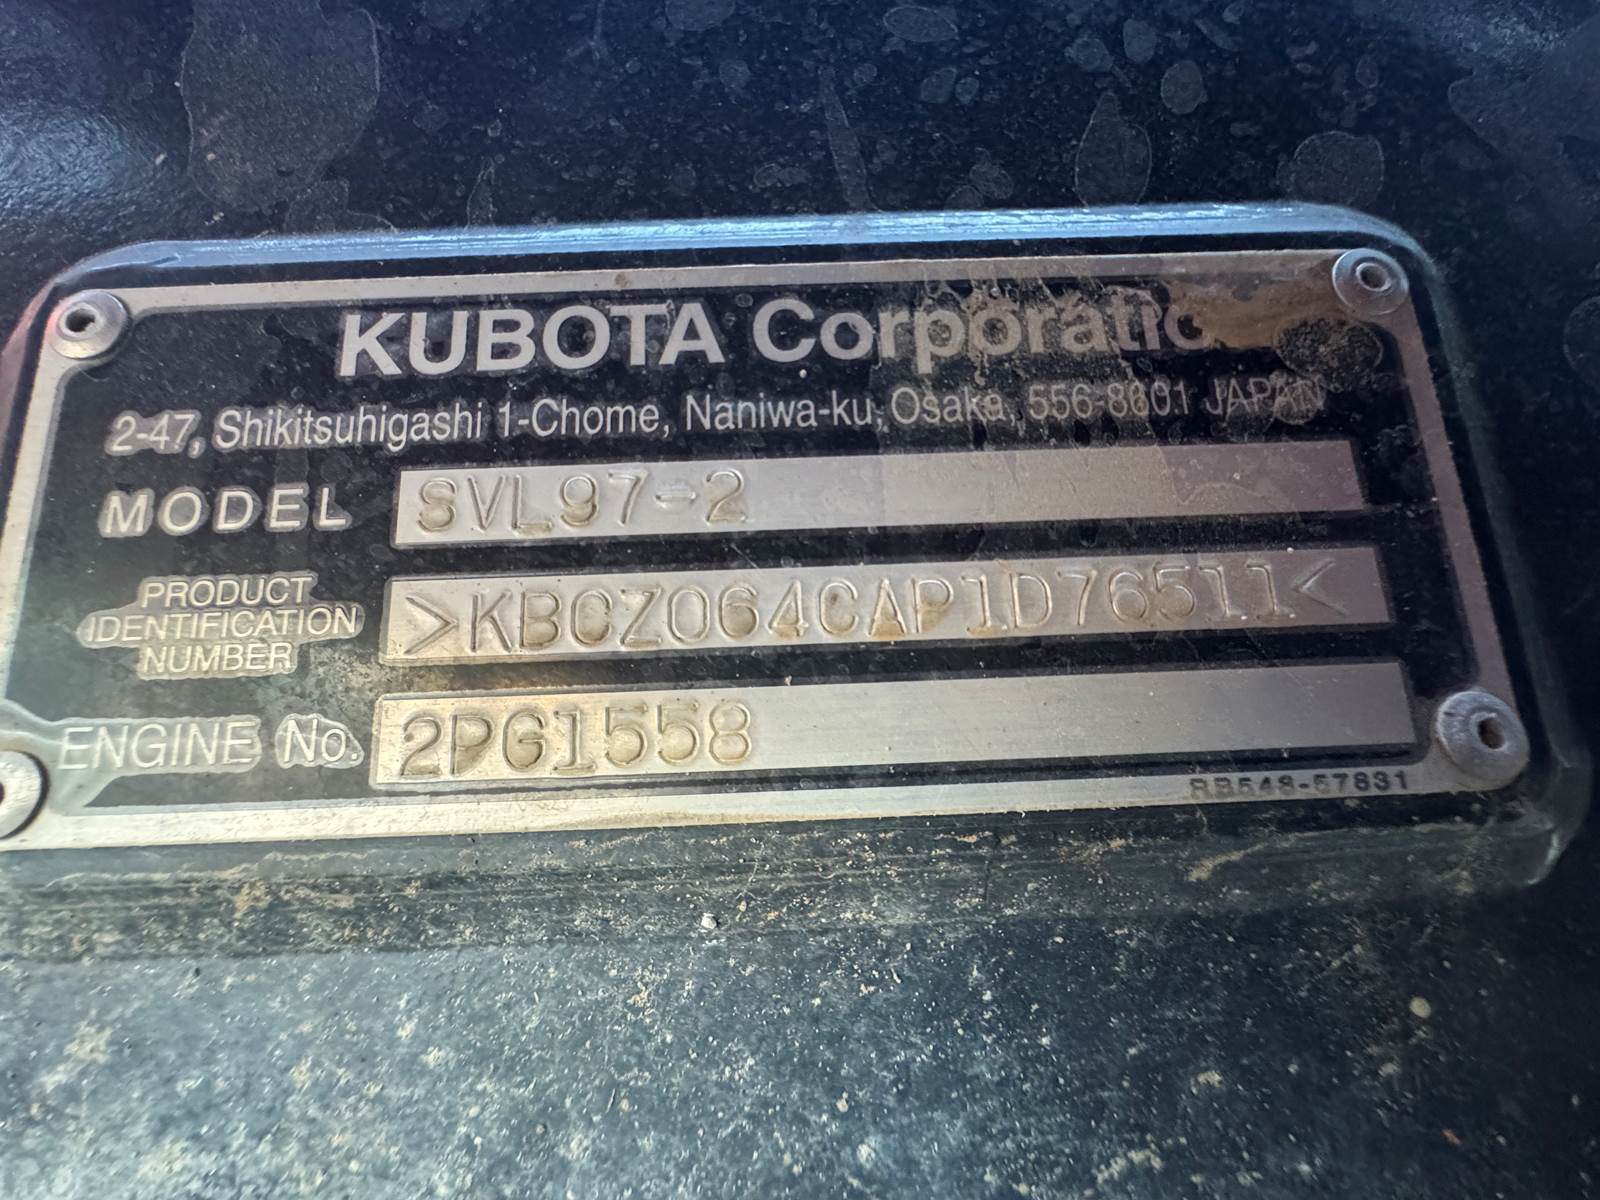 KUBOTA Corporation
2-47, Shikitsuhigashi 1-Chome, Naniwa-ku, Osaka, 556-8601 JAPAN
MODEL SVL97-2
PRODUCT IDENTIFICATION NUMBER >KBCZ064CAP1D76511<
ENGINE No. 2PG1558
RB548-57831